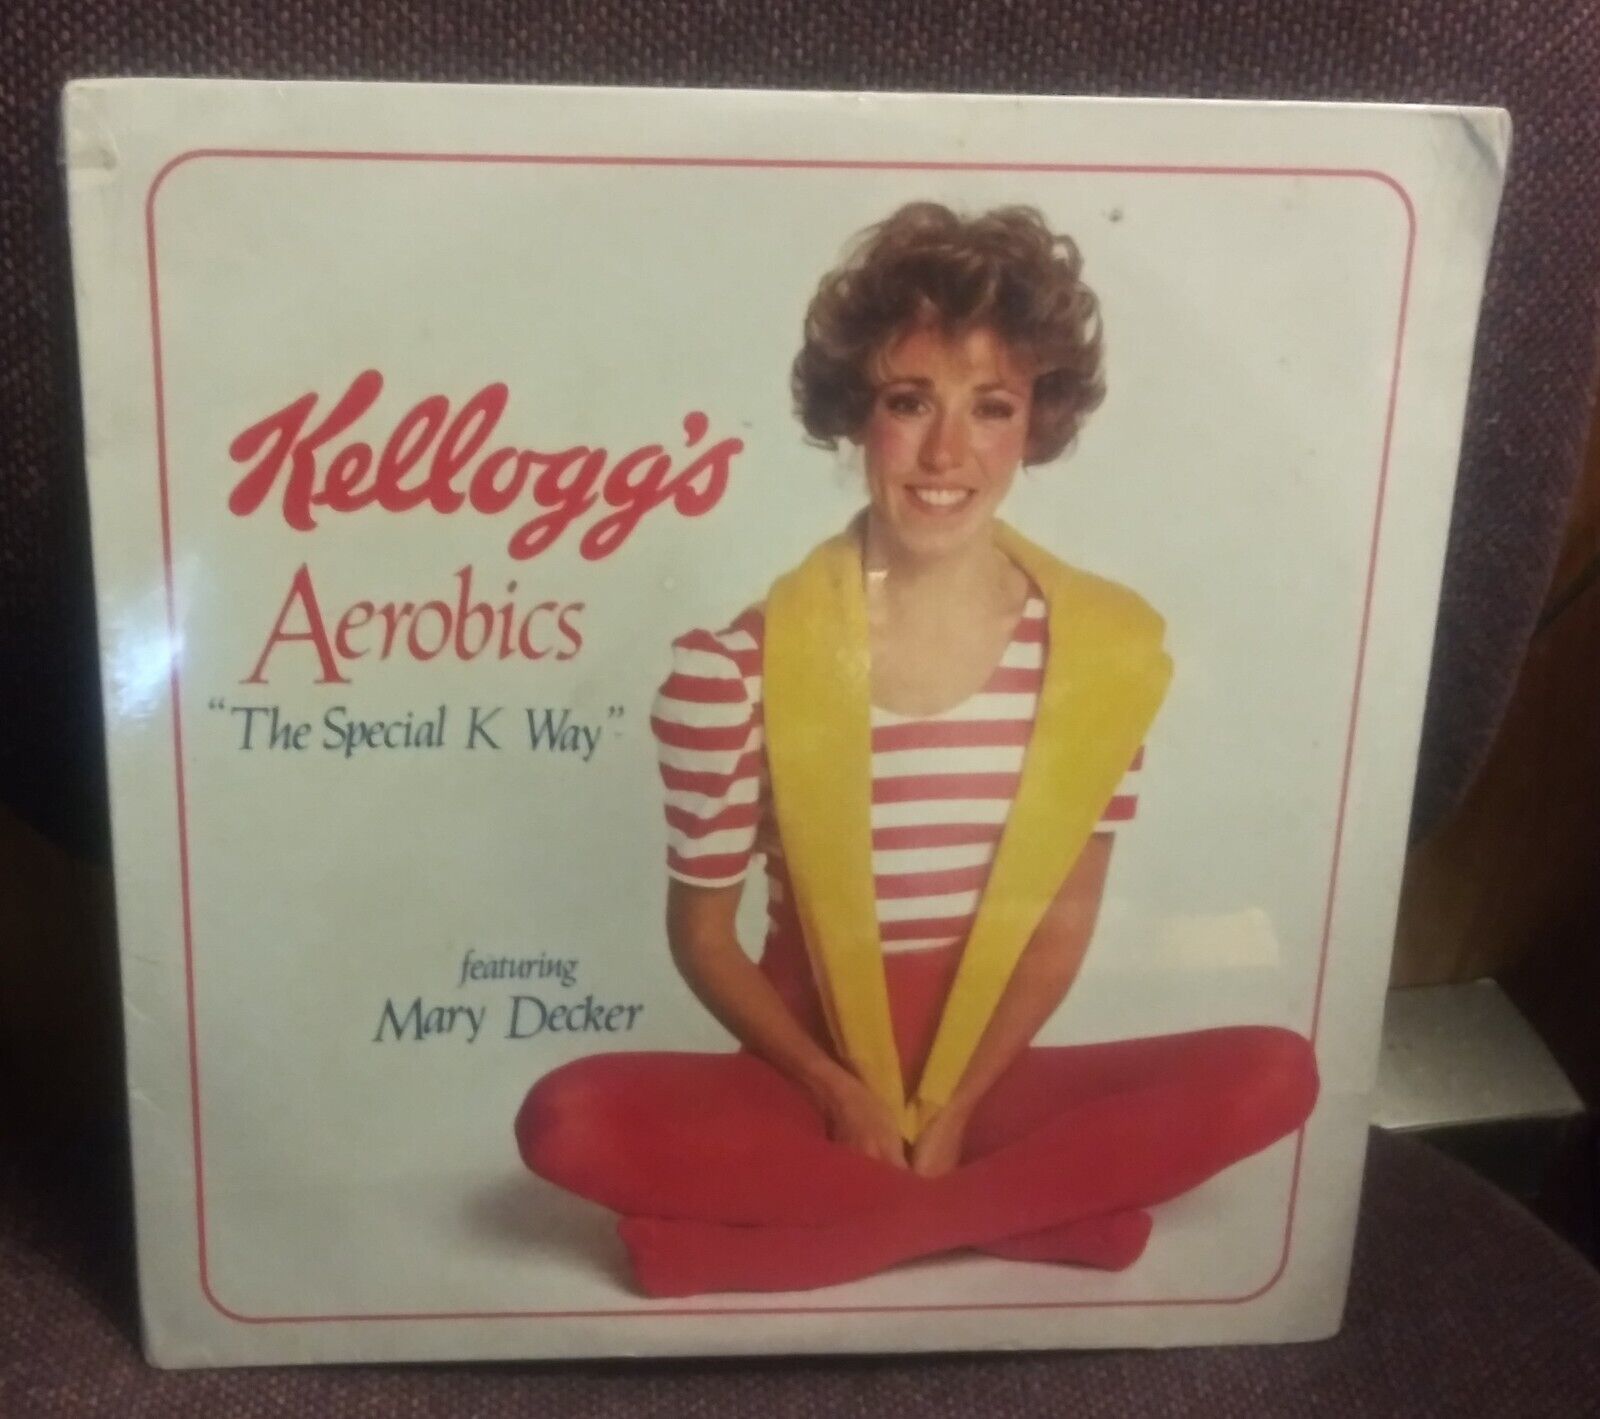 Kellogg's
Aerobics
"The Special K Way"
featuring
Mary Decker